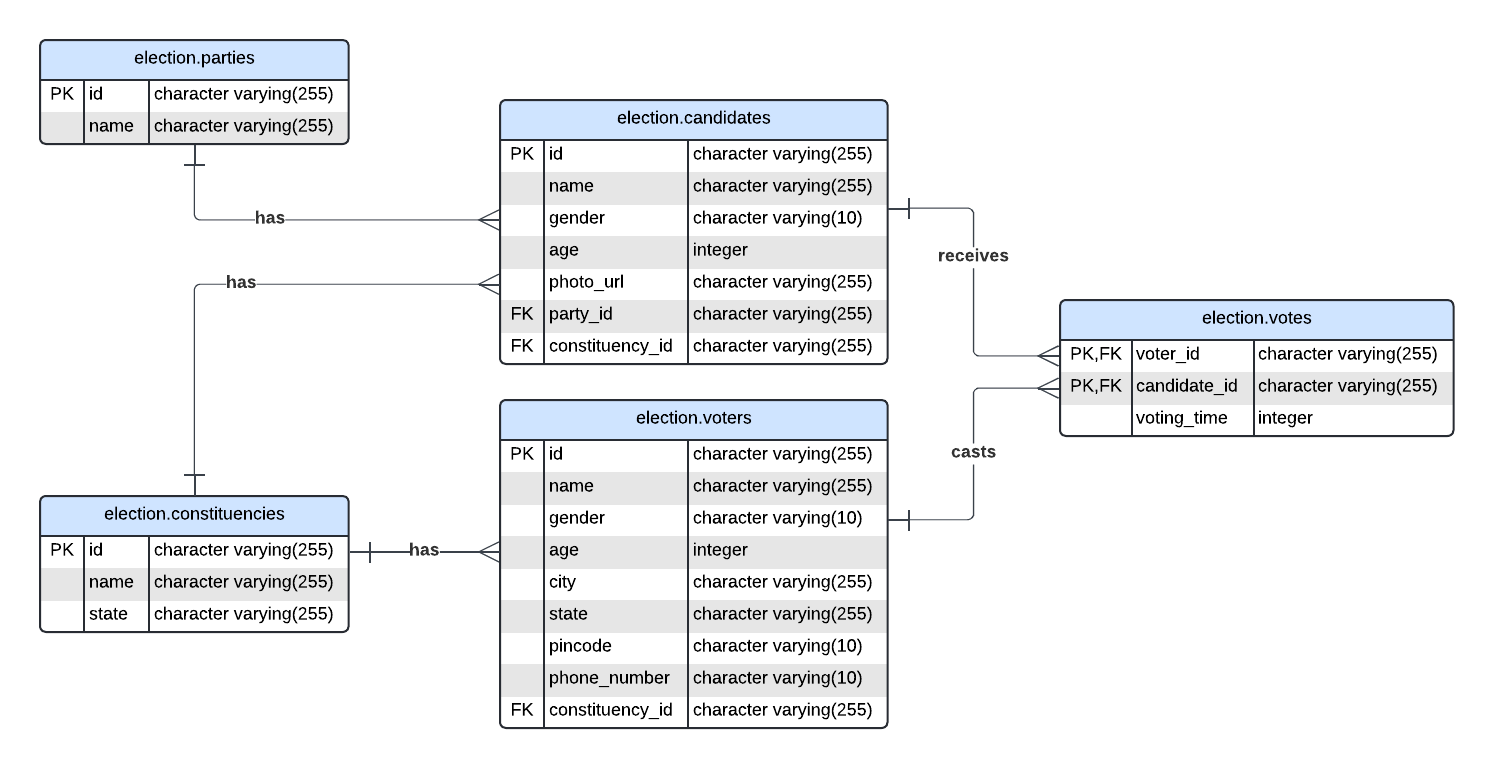 election.parties
PK id character varying(255)
name character varying(255)
has
election.candidates
PK id character varying(255)
name character varying(255)
gender character varying(10)
age integer
photo_url character varying(255)
FK party_id character varying(255)
FK constituency_id character varying(255)
has
receives
election.votes
PK,FK voter_id character varying(255)
PK,FK candidate_id character varying(255)
voting_time integer
casts
election.constituencies
PK id character varying(255)
name character varying(255)
state character varying(255)
has
election.voters
PK id character varying(255)
name character varying(255)
gender character varying(10)
age integer
city character varying(255)
state character varying(255)
pincode character varying(10)
phone_number character varying(10)
FK constituency_id character varying(255)